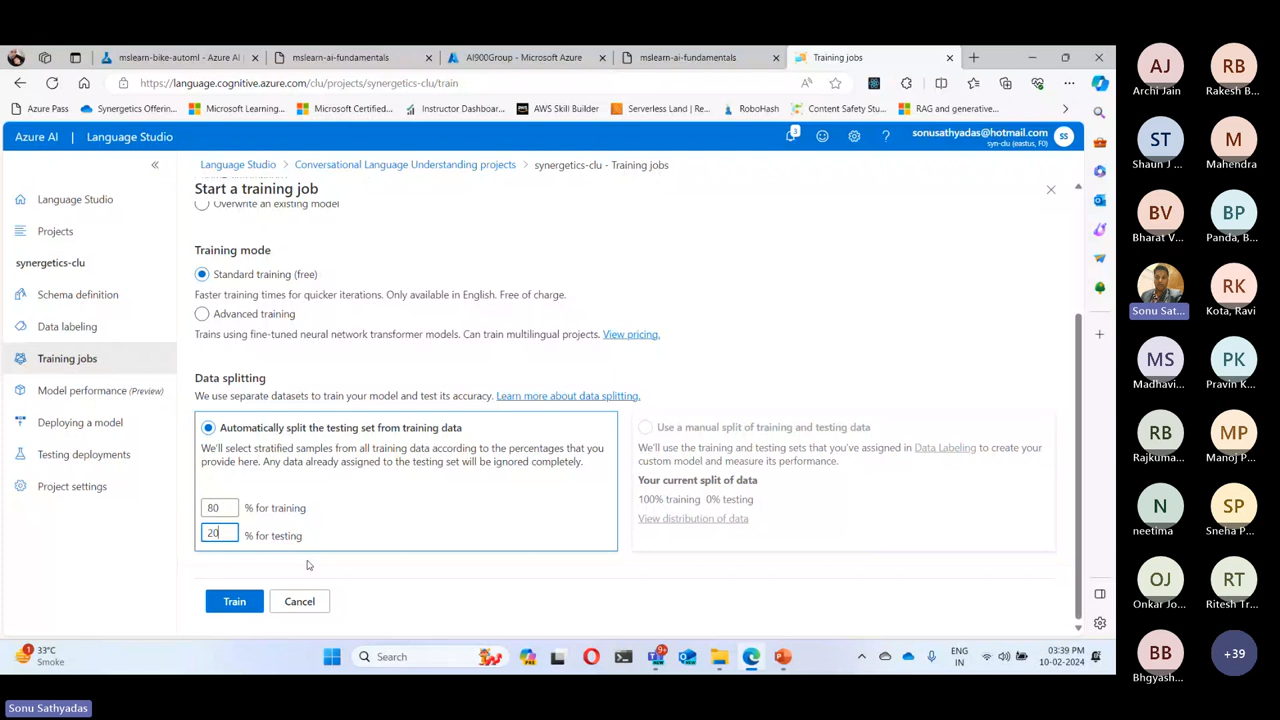 mslearn-bike-automl - Azure AI
mslearn-ai-fundamentals
AI900Group - Microsoft Azure
mslearn-ai-fundamentals
Training jobs
https://language.cognitive.azure.com/clu/projects/synergetics-clu/train
Azure Pass
Synergetics Offerin...
Microsoft Learning...
Microsoft Certified...
Instructor Dashboar...
AWS Skill Builder
Serverless Land | Re...
RoboHash
Content Safety Stu...
RAG and generative...
Azure AI | Language Studio
3
sonusathyadas@hotmail.com
syn-clu (eastus, F0)
SS
Language Studio > Conversational Language Understanding projects > synergetics-clu - Training jobs
Language Studio
Projects
synergetics-clu
Schema definition
Data labeling
Training jobs
Model performance (Preview)
Deploying a model
Testing deployments
Project settings
Start a training job
Overwrite an existing model
Training mode
Standard training (free)
Faster training times for quicker iterations. Only available in English. Free of charge.
Advanced training
Trains using fine-tuned neural network transformer models. Can train multilingual projects. View pricing.
Data splitting
We use separate datasets to train your model and test its accuracy. Learn more about data splitting.
Automatically split the testing set from training data
We'll select stratified samples from all training data according to the percentages that you
provide here. Any data already assigned to the testing set will be ignored completely.
80 % for training
20 % for testing
Use a manual split of training and testing data
We'll use the training and testing sets that you've assigned in Data Labeling to create your
custom model and measure its performance.
Your current split of data
100% training 0% testing
View distribution of data
Train
Cancel
1
33°C
Smoke
Search
9+
ENG
IN
03:39 PM
10-02-2024
AJ
Archi Jain
RB
Rakesh B...
ST
Shaun J ...
M
Mahendra
BV
Bharat V...
BP
Panda, B...
Sonu Sat...
RK
Kota, Ravi
MS
Madhavi...
PK
Pravin K...
RB
Rajkuma...
MP
Manoj P...
N
neetima
SP
Sneha P...
OJ
Onkar Jo...
RT
Ritesh Tr...
BB
Bhgyash...
+39
Sonu Sathyadas